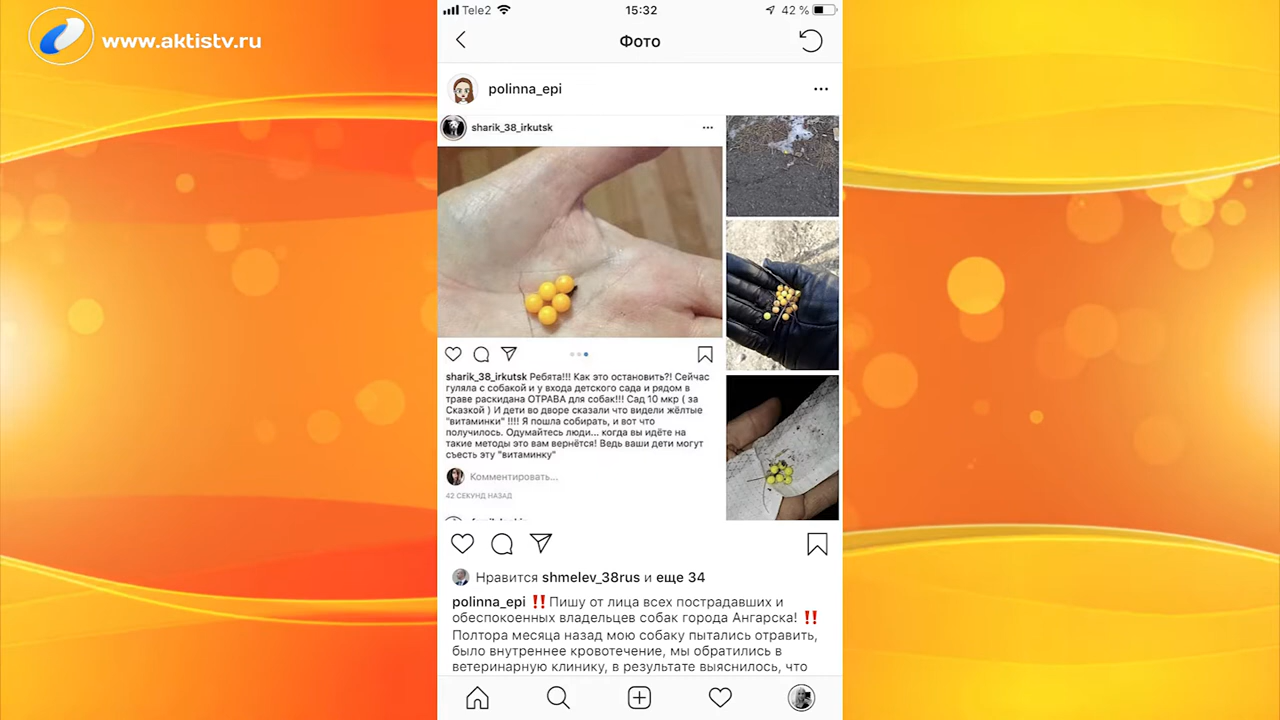 www.aktistv.ru
Tele2
15:32
42 %
Фото
polinna_epi
sharik_38_irkutsk
sharik_38_irkutsk Ребята!!! Как это остановить?! Сейчас
гуляла с собакой и у входа детского сада и рядом в
траве раскидана ОТРАВА для собак!!! Сад 10 мкр ( за
Сказкой ) И дети во дворе сказали что видели жёлтые
"витаминки" !!!! Я пошла собирать, и вот что
получилось. Одумайтесь люди... когда вы идёте на
такие методы это вам вернётся! Ведь ваши дети могут
съесть эту "витаминку"
Комментировать...
42 СЕКУНД НАЗАД
Нравится shmelev_38rus и еще 34
polinna_epi ‼️Пишу от лица всех пострадавших и
обеспокоенных владельцев собак города Ангарска! ‼️
Полтора месяца назад мою собаку пытались отравить,
было внутреннее кровотечение, мы обратились в
ветеринарную клинику, в результате выяснилось, что